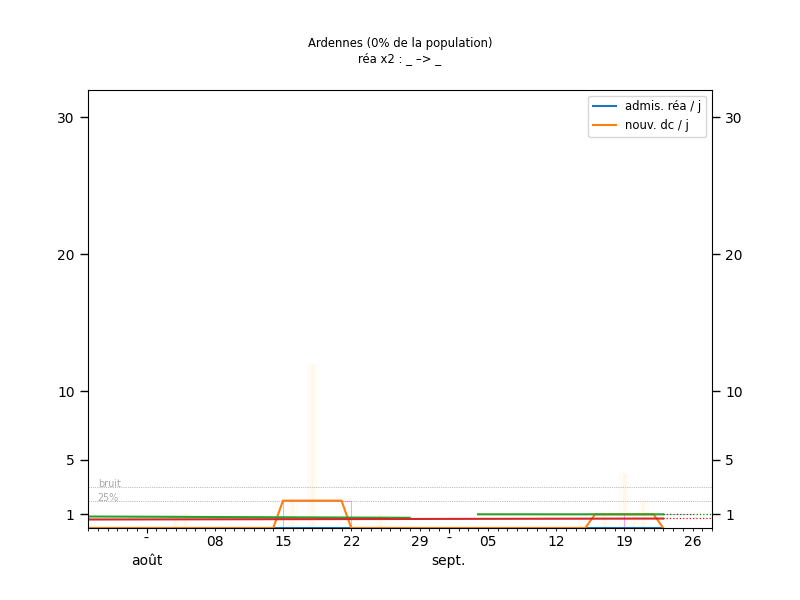 Ardennes (0% de la population)
réa x2 : _ –> _
admis. réa / j
nouv. dc / j
30
30
20
20
10
10
5
5
bruit
25%
1
1
- 08 15 22 29 - 05 12 19 26
août sept.